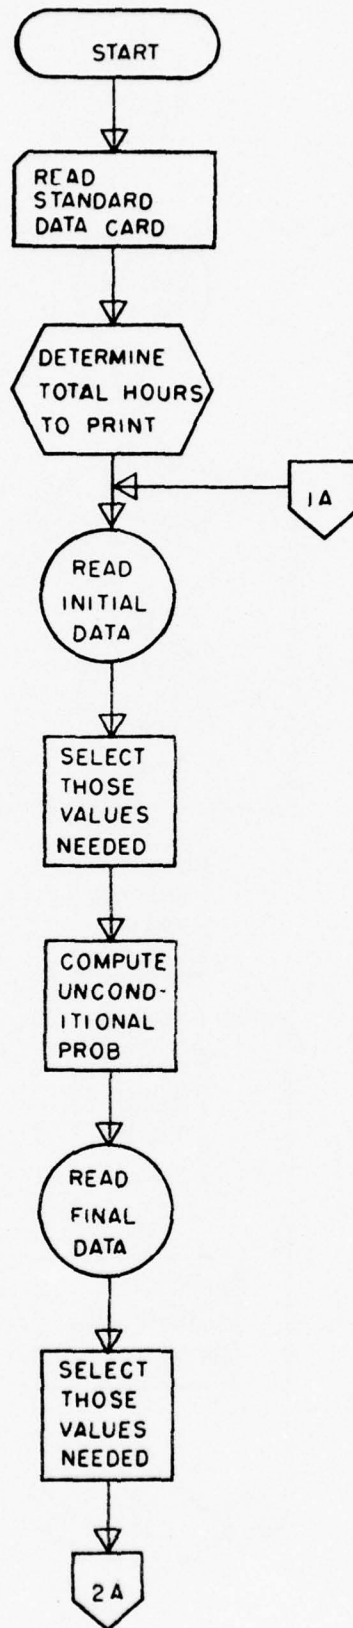 START
READ
STANDARD
DATA CARD
DETERMINE
TOTAL HOURS
TO PRINT
1A
READ
INITIAL
DATA
SELECT
THOSE
VALUES
NEEDED
COMPUTE
UNCOND-
ITIONAL
PROB
READ
FINAL
DATA
SELECT
THOSE
VALUES
NEEDED
2A